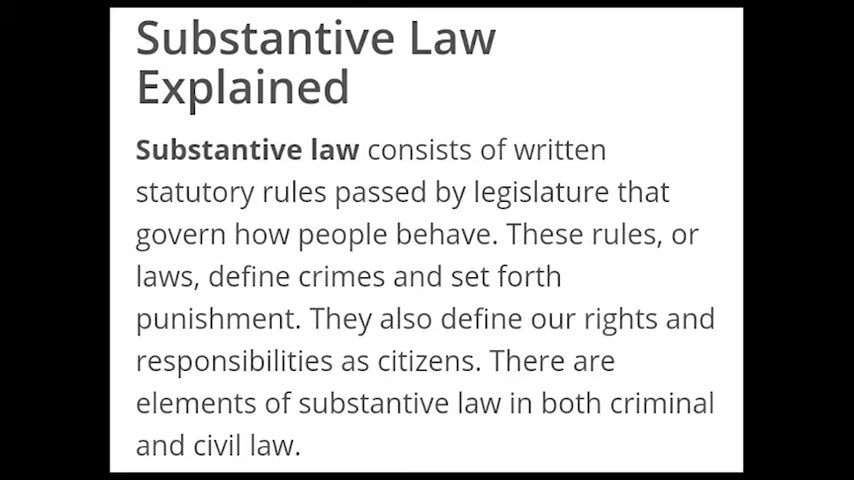 Substantive Law
Explained
Substantive law consists of written
statutory rules passed by legislature that
govern how people behave. These rules, or
laws, define crimes and set forth
punishment. They also define our rights and
responsibilities as citizens. There are
elements of substantive law in both criminal
and civil law.